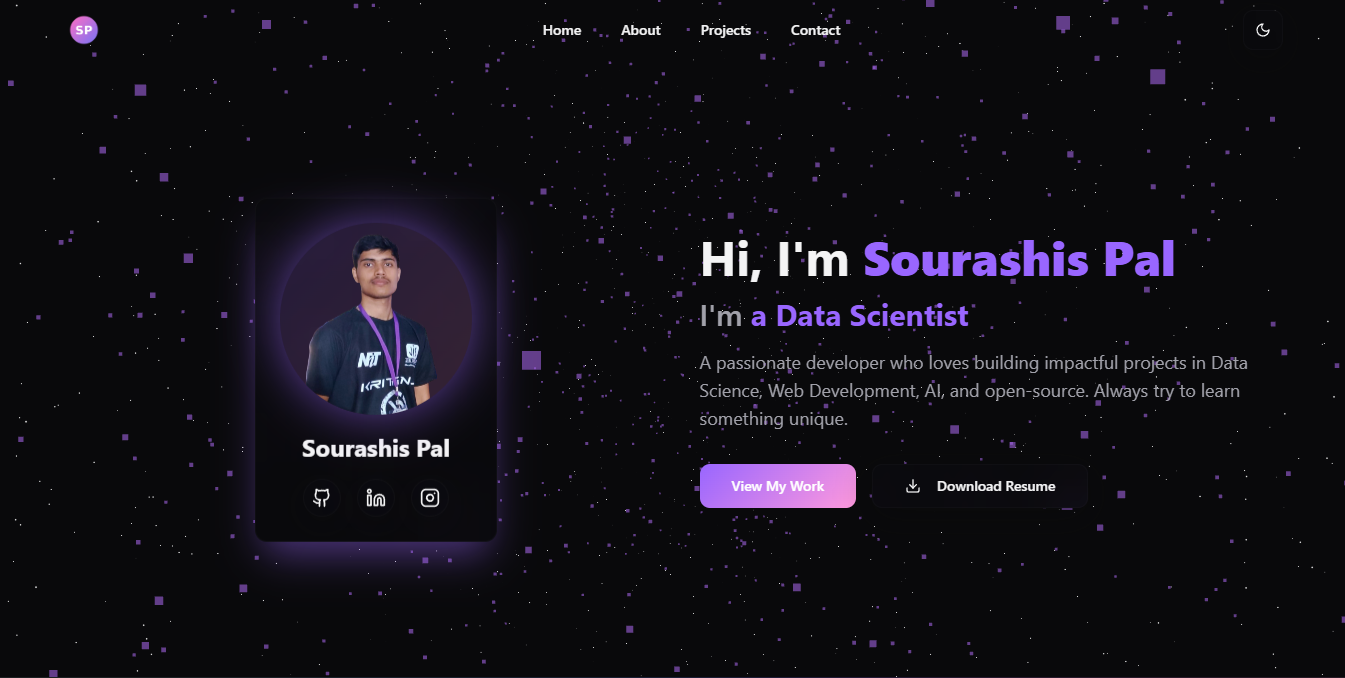 SP
Home
About
Projects
Contact
Hi, I'm Sourashis Pal
I'm a Data Scientist
A passionate developer who loves building impactful projects in Data
Science, Web Development, AI, and open-source. Always try to learn
something unique.
View My Work
Download Resume
Sourashis Pal